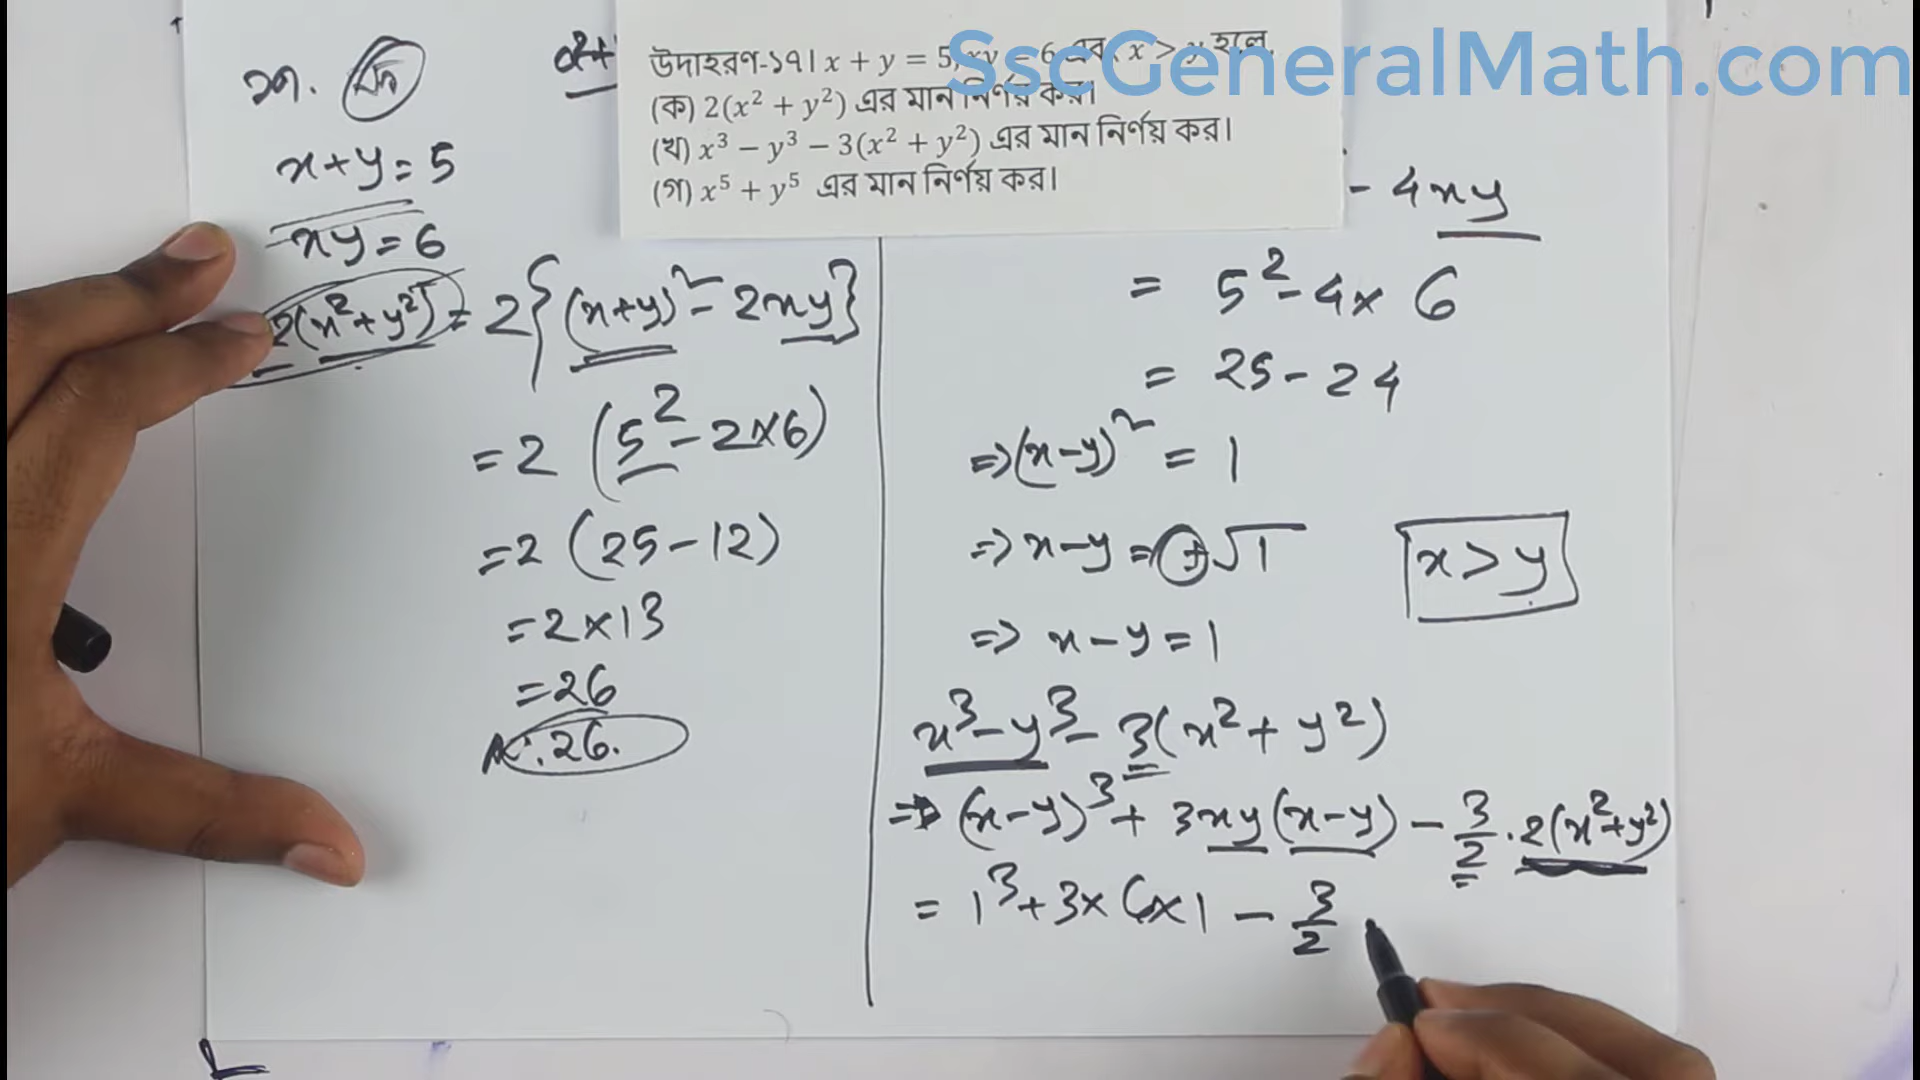 SscGeneralMath.com
উদাহরণ-১৭। x + y = 5, xy = 6 এবং x > y হলে,
(ক) 2(x² + y²) এর মান নির্ণয় কর।
(খ) x³ − y³ − 3(x² + y²) এর মান নির্ণয় কর।
(গ) x⁵ + y⁵ এর মান নির্ণয় কর।
১৭.
x+y=5
xy=6
2(x²+y²) = 2{(x+y)²-2xy}
=2 (5²-2×6)
=2 (25-12)
=2×13
=26
26.
- 4xy
= 5²-4× 6
= 25-24
=>(x-y)² = 1
=> x-y = +√1
x>y
=> x-y=1
x³-y³- 3(x²+y²)
=> (x-y)³+ 3xy(x-y) - 3/2 . 2(x²+y²)
= 1³+3×6×1 - 3/2